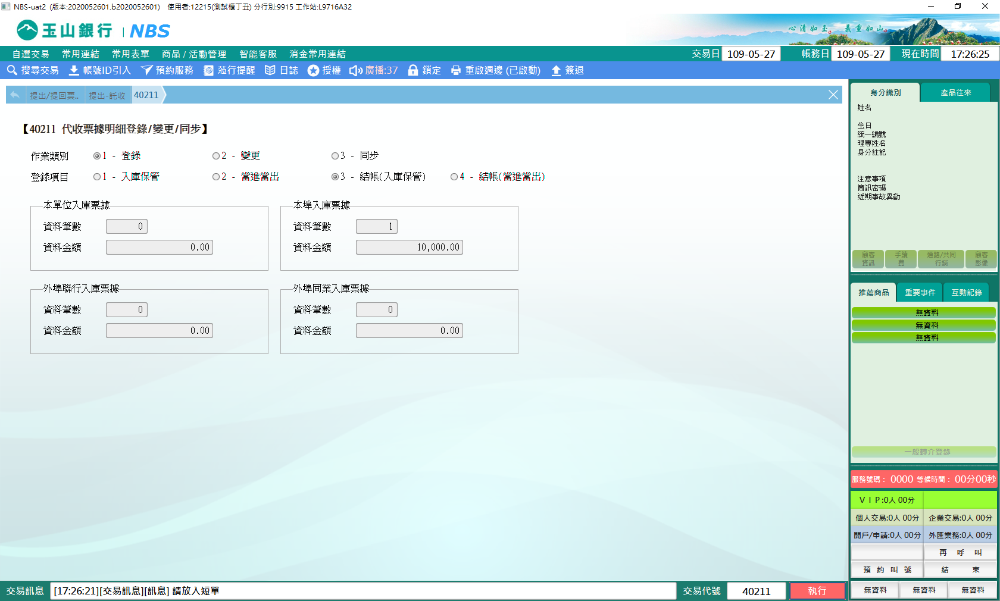 NBS-uat2 (版本:2020052601.b2020052601) 使用者:12215(測試櫃丁丑) 分行別:9915 工作站:L9716A32
玉山銀行 | NBS
心清如玉。 義重如山。
自選交易 常用連結 常用表單 商品 / 活動管理 智能客服 消金常用連結
交易日 109-05-27 帳務日 109-05-27 現在時間 17:26:25
搜尋交易 帳號ID引入 預約服務 蒞行提醒 日誌 授權 廣播:37 鎖定 重啟週邊 (已啟動) 簽退
提出/提回票.. 提出-託收 40211
【40211 代收票據明細登錄/變更/同步】
作業類別 1 - 登錄 2 - 變更 3 - 同步
登錄項目 1 - 入庫保管 2 - 當進當出 3 - 結帳(入庫保管) 4 - 結帳(當進當出)
本單位入庫票據
資料筆數 0
資料金額 0.00
本埠入庫票據
資料筆數 1
資料金額 10,000.00
外埠聯行入庫票據
資料筆數 0
資料金額 0.00
外埠同業入庫票據
資料筆數 0
資料金額 0.00
身分識別 產品往來
姓名
生日
統一編號
理專姓名
身分註記
注意事項
簡訊密碼
近期事故異動
顧客資訊 手續費 通路/共同行銷 顧客影像
推薦商品 重要事件 互動記錄
無資料
無資料
無資料
一般轉介登錄
服務號碼： 0000 等候時間： 00分00秒
ＶＩＰ:0人 00分
個人交易:0人 00分 企業交易:0人 00分
開戶/申請:0人 00分 外匯業務:0人 00分
再 呼 叫
預 約 叫 號 結 束
無資料 無資料 無資料
交易訊息 [17:26:21][交易訊息][訊息] 請放入短單 交易代號 40211 執行